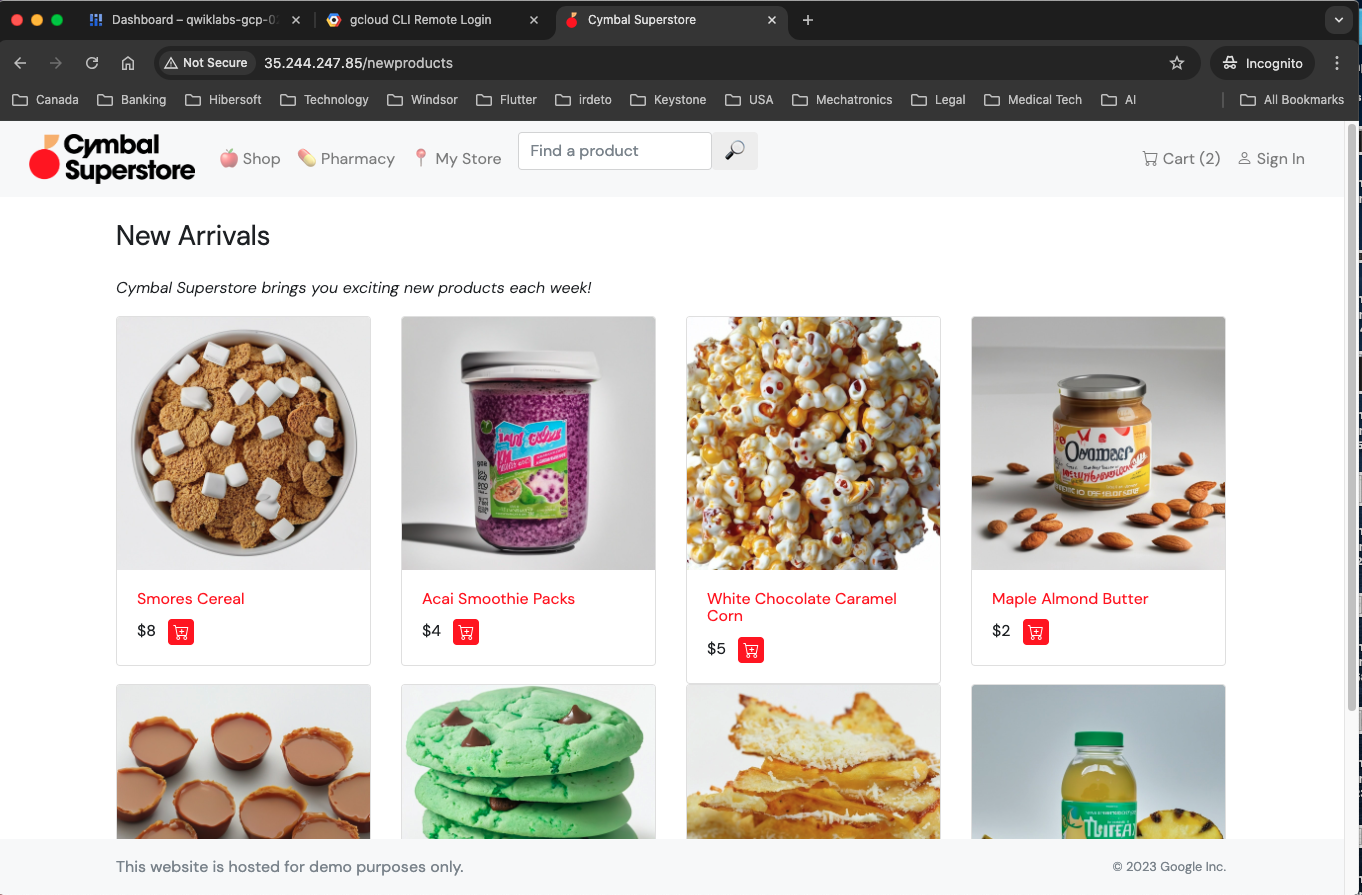 Dashboard – qwiklabs-gcp-0
gcloud CLI Remote Login
Cymbal Superstore
Not Secure
35.244.247.85/newproducts
Incognito
Canada
Banking
Hibersoft
Technology
Windsor
Flutter
irdeto
Keystone
USA
Mechatronics
Legal
Medical Tech
AI
All Bookmarks
Cymbal
Superstore
Shop
Pharmacy
My Store
Find a product
Cart (2)
Sign In
New Arrivals
Cymbal Superstore brings you exciting new products each week!
Smores Cereal
$8
Acai Smoothie Packs
$4
White Chocolate Caramel
Corn
$5
Maple Almond Butter
$2
This website is hosted for demo purposes only.
© 2023 Google Inc.